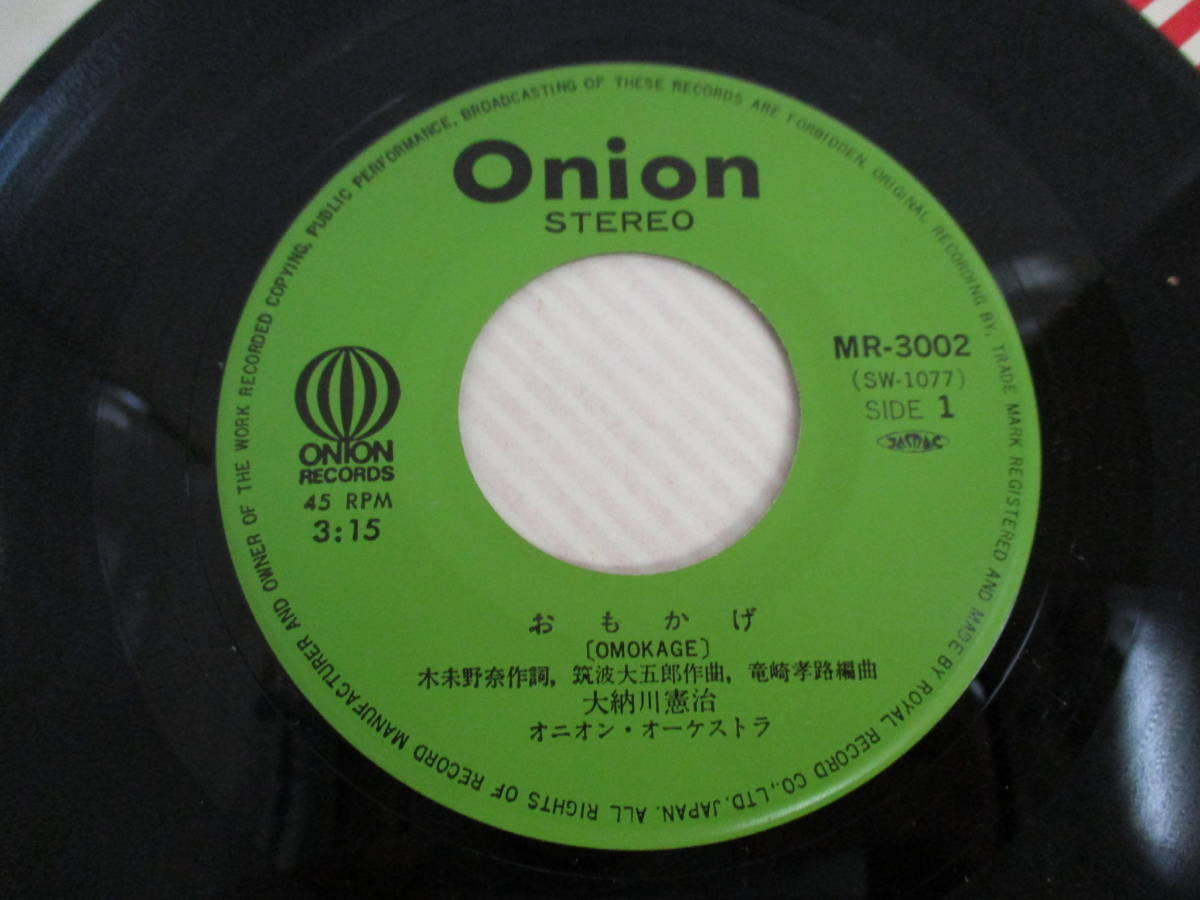 Onion
STEREO
MR-3002
(SW-1077)
SIDE 1
JASRAC
ONION
RECORDS
45 RPM
3:15
おもかげ
[OMOKAGE]
木未野奈作詞, 筑波大五郎作曲, 竜崎孝路編曲
大納川憲治
オニオン・オーケストラ
MANUFACTURER AND OWNER OF THE WORK RECORDED COPYING, PUBLIC PERFORMANCE, BROADCASTING OF THESE RECORDS ARE FORBIDDEN. ORIGINAL RECORDING BY, TRADE MARK REGISTERED AND MADE BY ROYAL RECORD CO., LTD. JAPAN. ALL RIGHTS OF RECORD